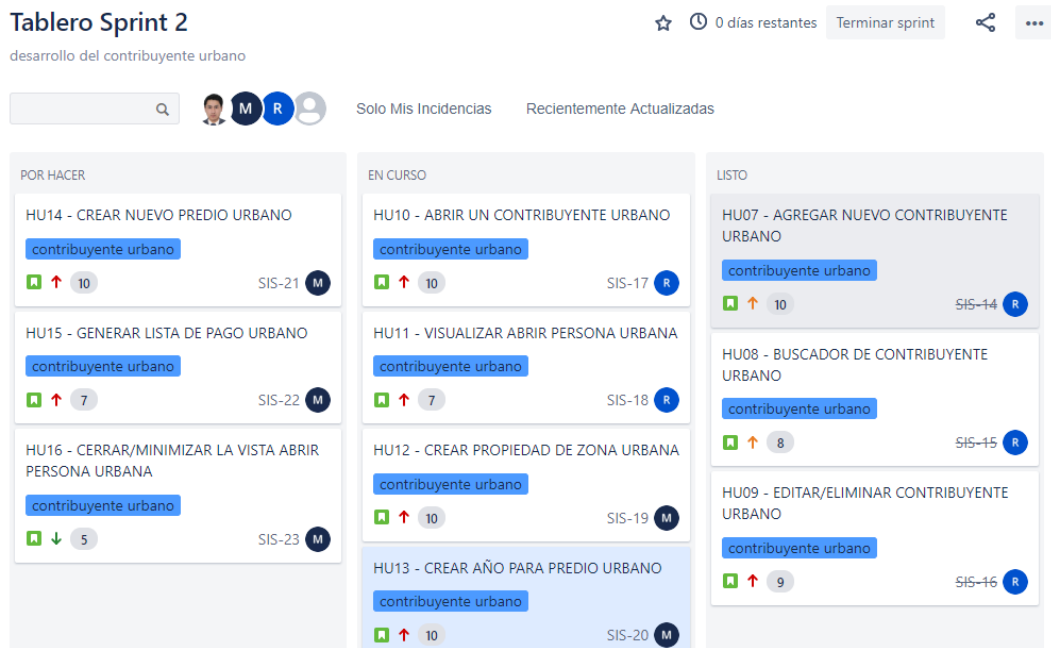 Tablero Sprint 2
0 días restantes
Terminar sprint
desarrollo del contribuyente urbano
M
R
Solo Mis Incidencias
Recientemente Actualizadas
POR HACER
HU14 - CREAR NUEVO PREDIO URBANO
contribuyente urbano
10
SIS-21
M
HU15 - GENERAR LISTA DE PAGO URBANO
contribuyente urbano
7
SIS-22
M
HU16 - CERRAR/MINIMIZAR LA VISTA ABRIR
PERSONA URBANA
contribuyente urbano
5
SIS-23
M
EN CURSO
HU10 - ABRIR UN CONTRIBUYENTE URBANO
contribuyente urbano
10
SIS-17
R
HU11 - VISUALIZAR ABRIR PERSONA URBANA
contribuyente urbano
7
SIS-18
R
HU12 - CREAR PROPIEDAD DE ZONA URBANA
contribuyente urbano
10
SIS-19
M
HU13 - CREAR AÑO PARA PREDIO URBANO
contribuyente urbano
10
SIS-20
M
LISTO
HU07 - AGREGAR NUEVO CONTRIBUYENTE
URBANO
contribuyente urbano
10
SIS-14
R
HU08 - BUSCADOR DE CONTRIBUYENTE
URBANO
contribuyente urbano
8
SIS-15
R
HU09 - EDITAR/ELIMINAR CONTRIBUYENTE
URBANO
contribuyente urbano
9
SIS-16
R